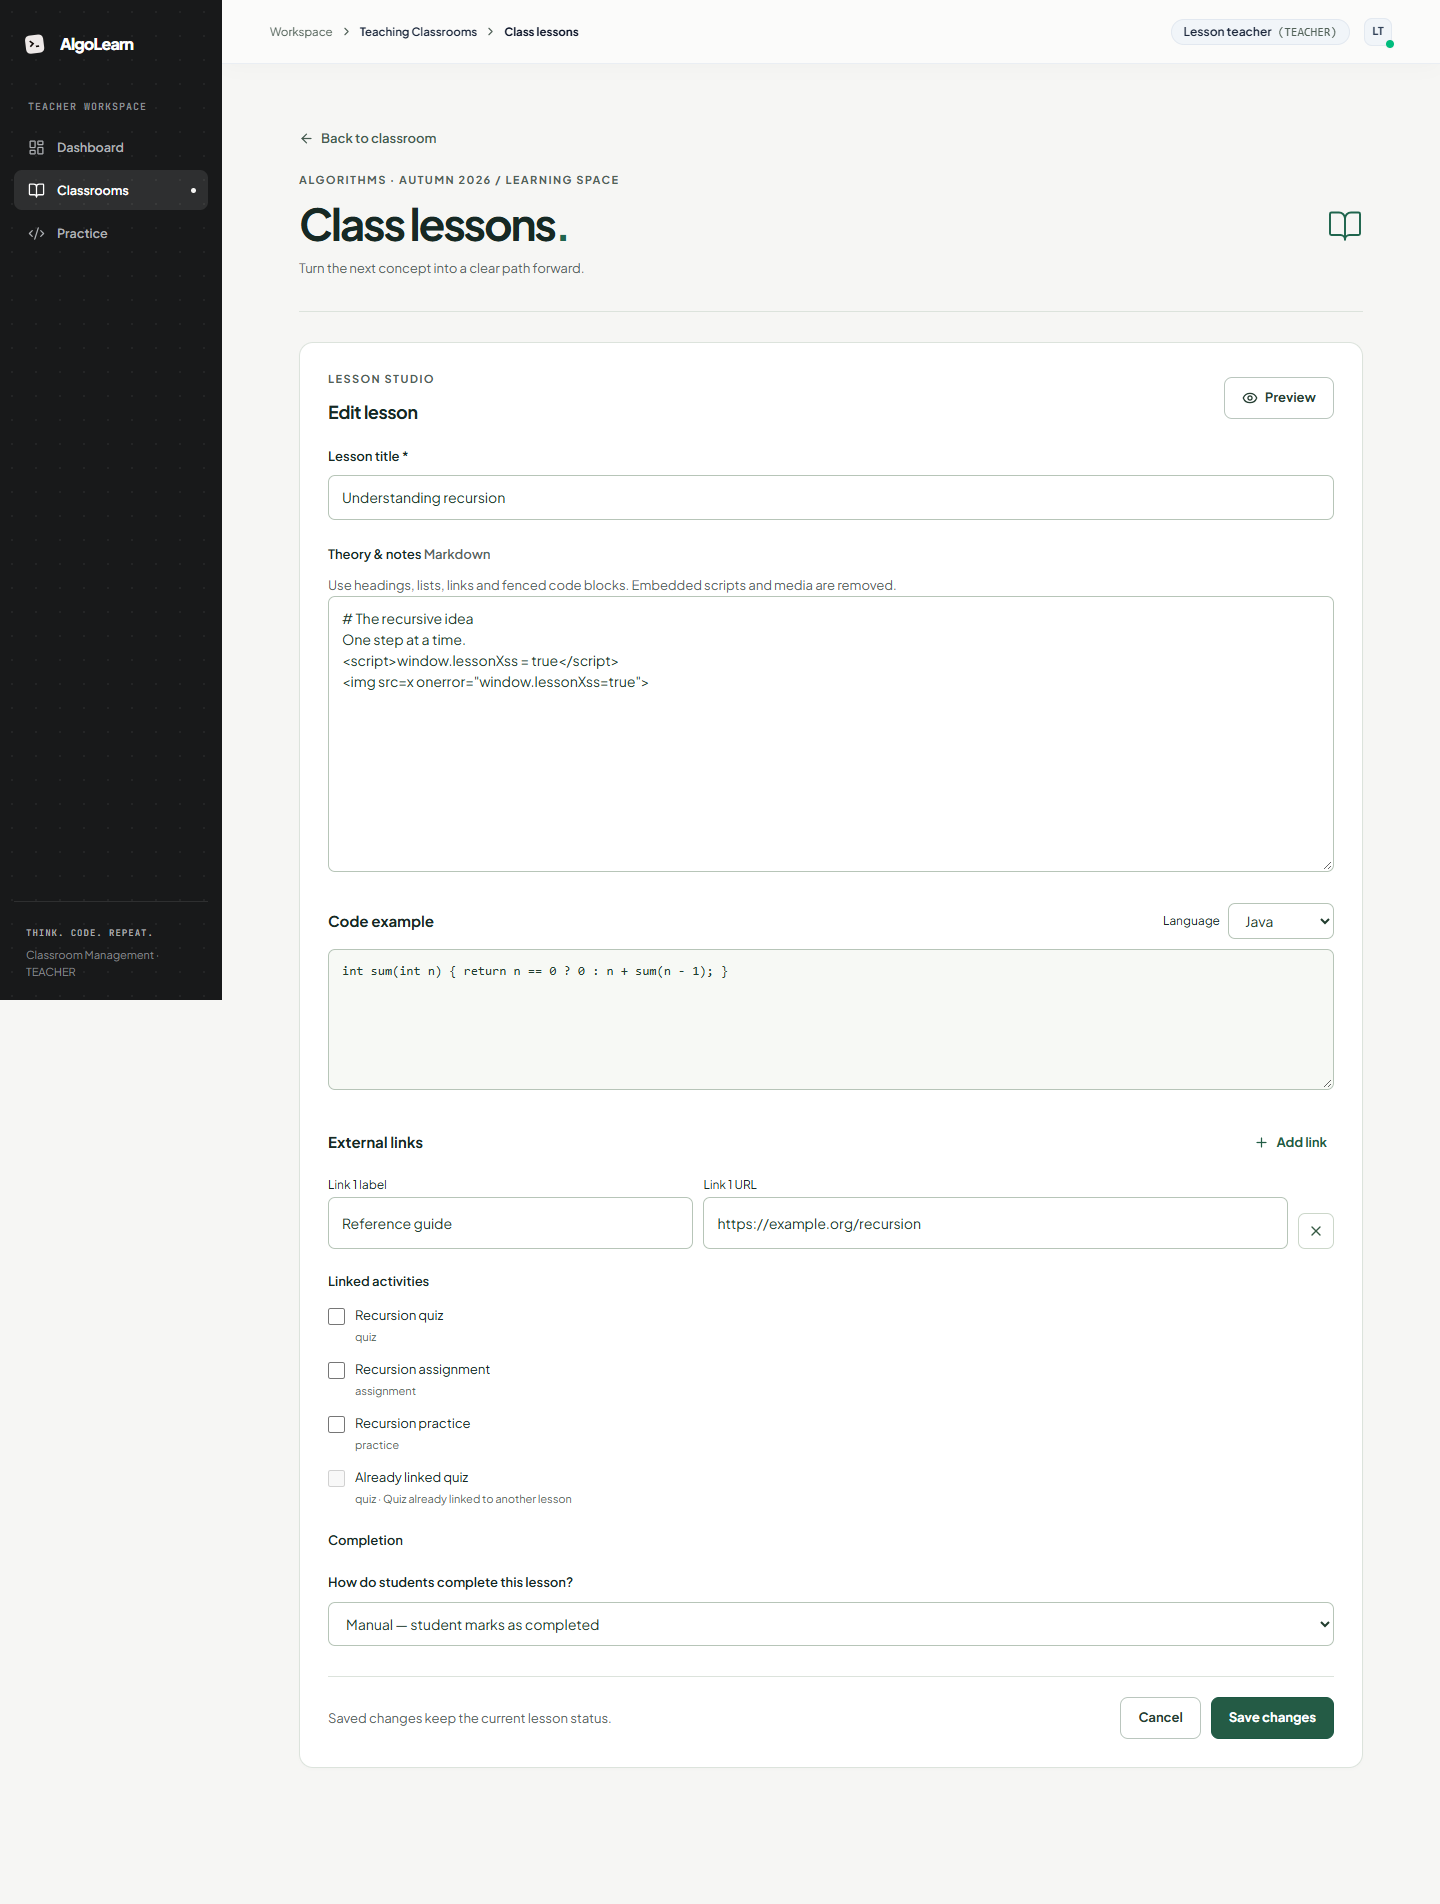 AlgoLearn
TEACHER WORKSPACE
Dashboard
Classrooms
Practice
THINK. CODE. REPEAT.
Classroom Management ·
TEACHER
Workspace > Teaching Classrooms > Class lessons
Lesson teacher (TEACHER)
LT
Back to classroom
ALGORITHMS · AUTUMN 2026 / LEARNING SPACE
Class lessons.
Turn the next concept into a clear path forward.
LESSON STUDIO
Edit lesson
Preview
Lesson title *
Understanding recursion
Theory & notes Markdown
Use headings, lists, links and fenced code blocks. Embedded scripts and media are removed.
# The recursive idea
One step at a time.
<script>window.lessonXss = true</script>
<img src=x onerror="window.lessonXss=true">
Code example
Language
Java
int sum(int n) { return n == 0 ? 0 : n + sum(n - 1); }
External links
Add link
Link 1 label
Link 1 URL
Reference guide
https://example.org/recursion
Linked activities
Recursion quiz
quiz
Recursion assignment
assignment
Recursion practice
practice
Already linked quiz
quiz · Quiz already linked to another lesson
Completion
How do students complete this lesson?
Manual — student marks as completed
Saved changes keep the current lesson status.
Cancel
Save changes